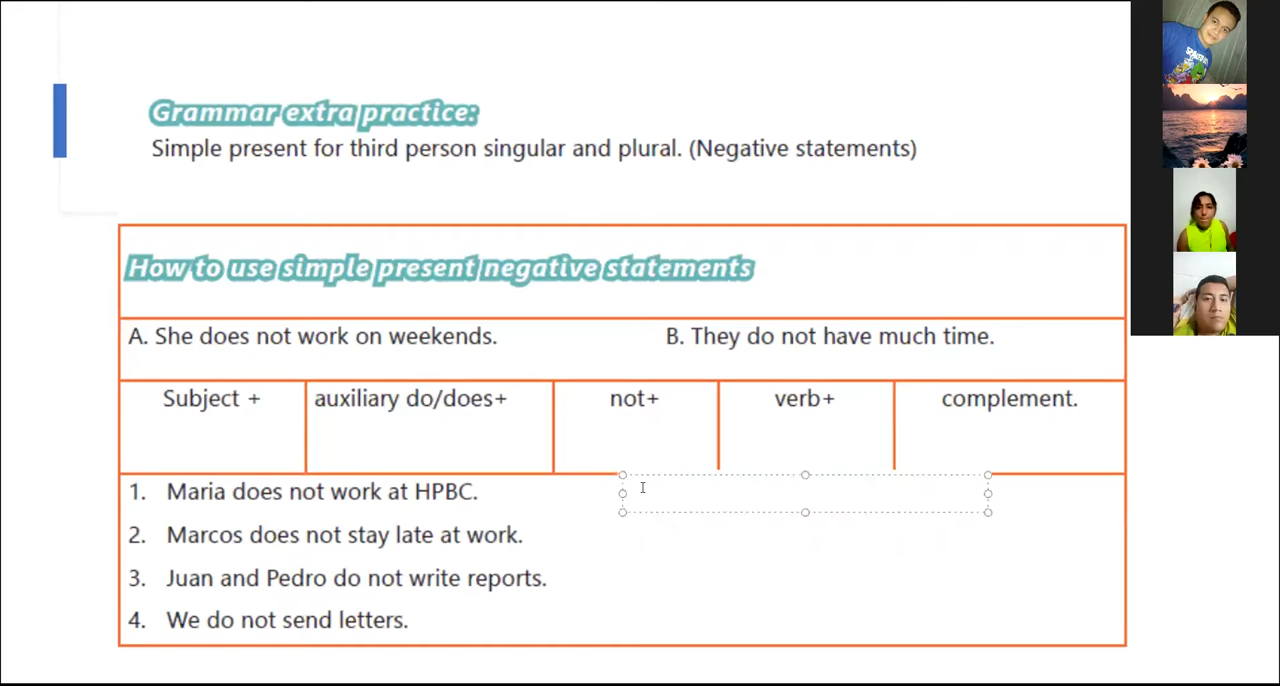 Grammar extra practice:
Simple present for third person singular and plural. (Negative statements)
How to use simple present negative statements
A. She does not work on weekends. B. They do not have much time.
Subject + auxiliary do/does+ not+ verb+ complement.
1. Maria does not work at HPBC.
2. Marcos does not stay late at work.
3. Juan and Pedro do not write reports.
4. We do not send letters.